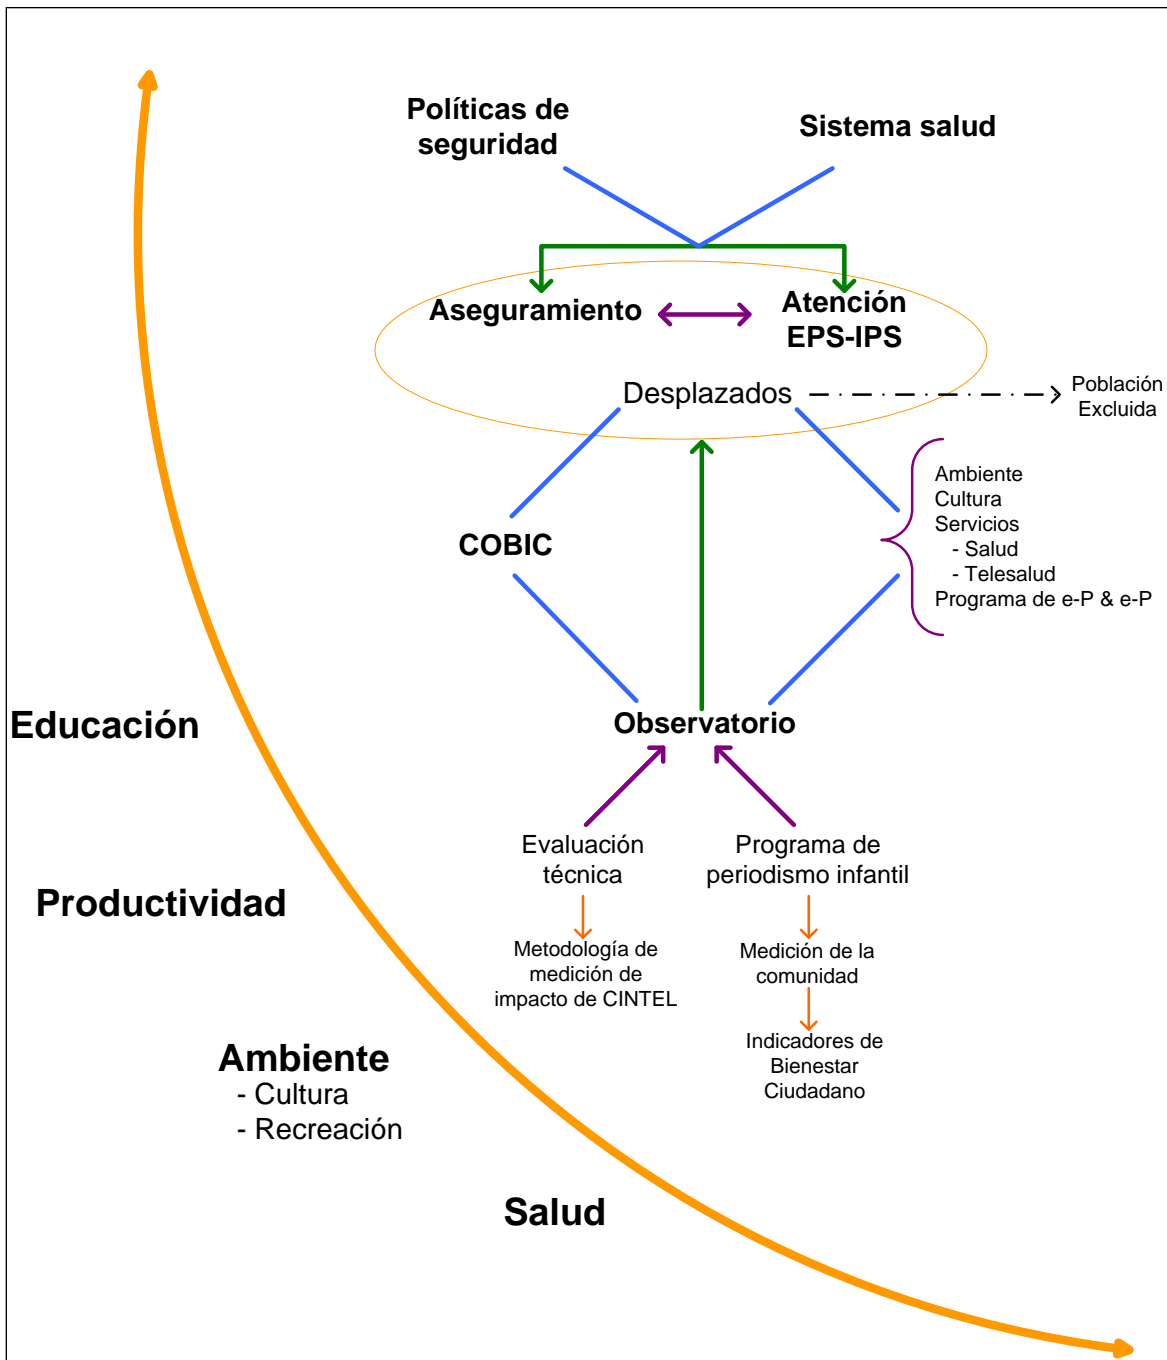 Políticas de
seguridad
Sistema salud
Aseguramiento
Atención
EPS-IPS
Desplazados
Población
Excluida
Ambiente
Cultura
Servicios
- Salud
- Telesalud
Programa de e-P & e-P
COBIC
Observatorio
Evaluación
técnica
Metodología de
medición de
impacto de CINTEL
Programa de
periodismo infantil
Medición de la
comunidad
Indicadores de
Bienestar
Ciudadano
Educación
Productividad
Ambiente
- Cultura
- Recreación
Salud